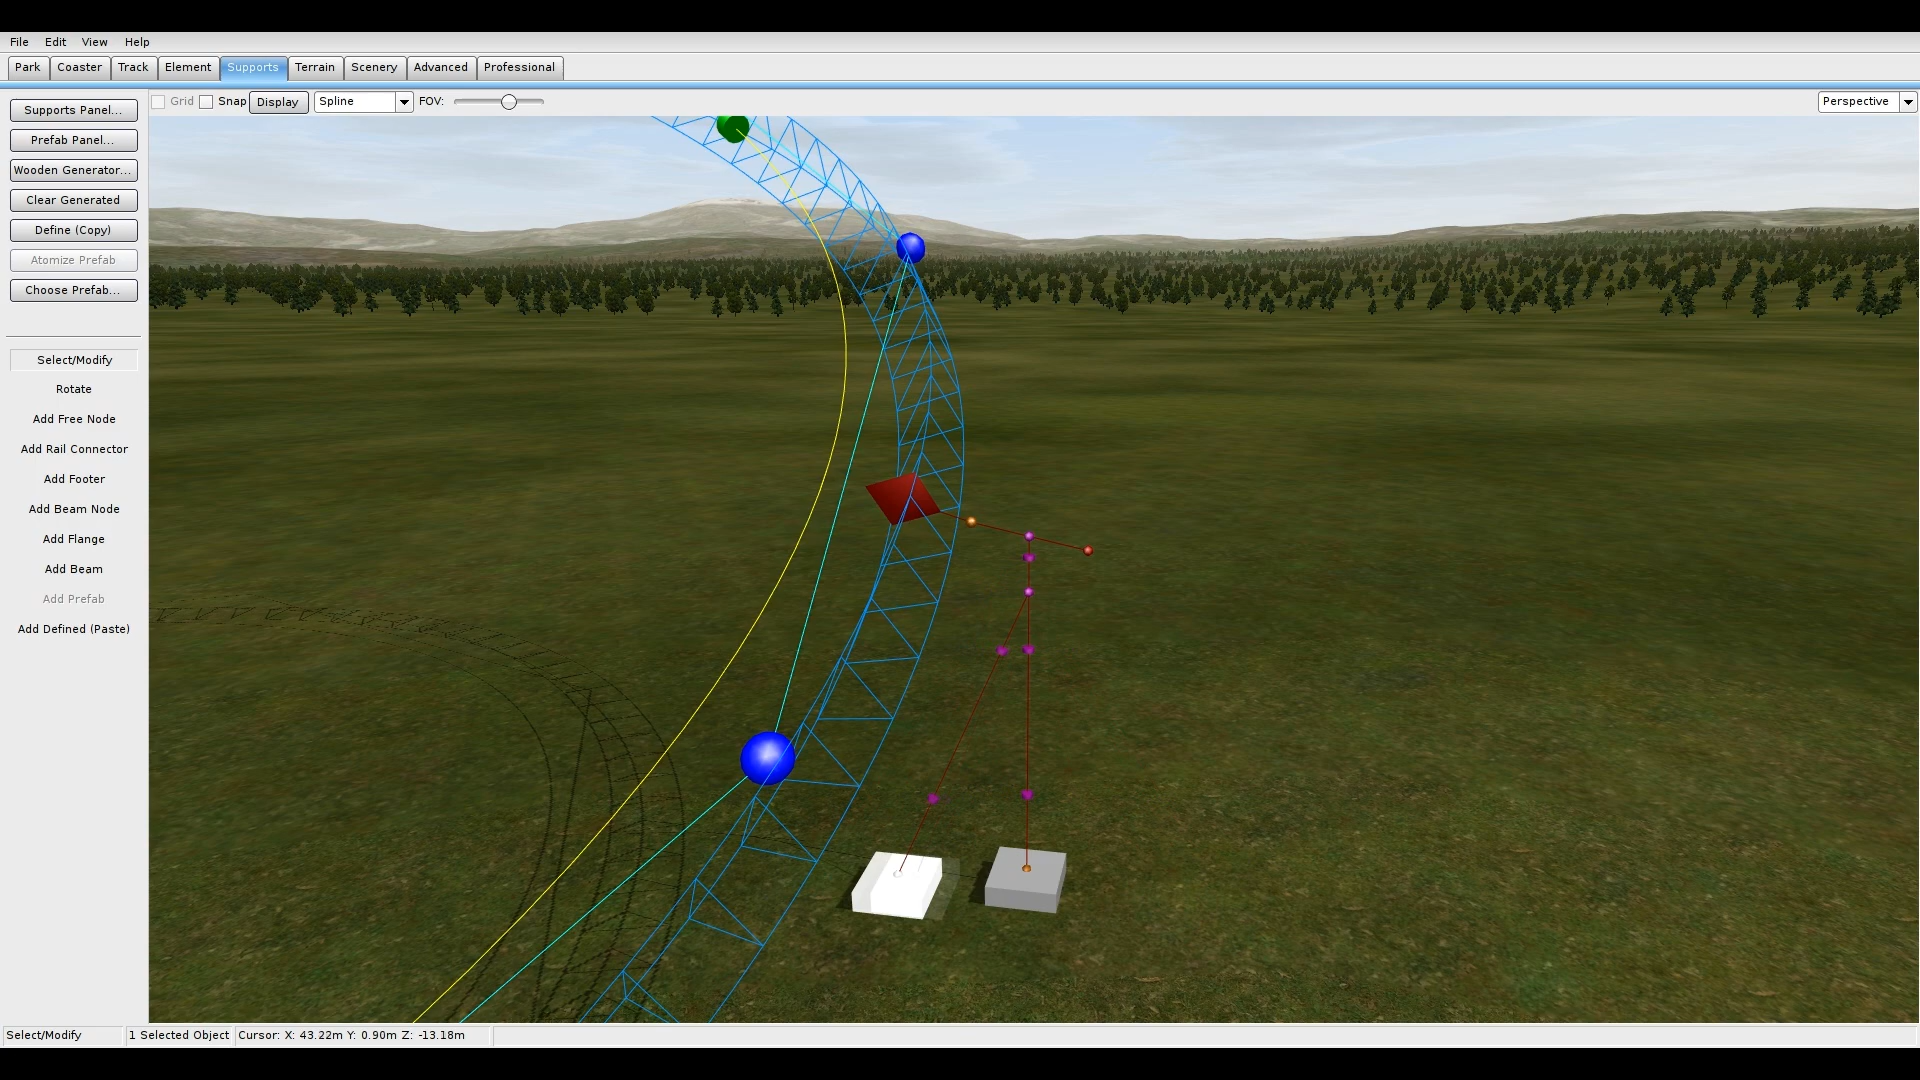 File Edit View Help
Park Coaster Track Element Supports Terrain Scenery Advanced Professional
Grid Snap Display Spline FOV: Perspective
Supports Panel...
Prefab Panel...
Wooden Generator...
Clear Generated
Define (Copy)
Atomize Prefab
Choose Prefab...
Select/Modify
Rotate
Add Free Node
Add Rail Connector
Add Footer
Add Beam Node
Add Flange
Add Beam
Add Prefab
Add Defined (Paste)
Select/Modify 1 Selected Object Cursor: X: 43.22m Y: 0.90m Z: -13.18m